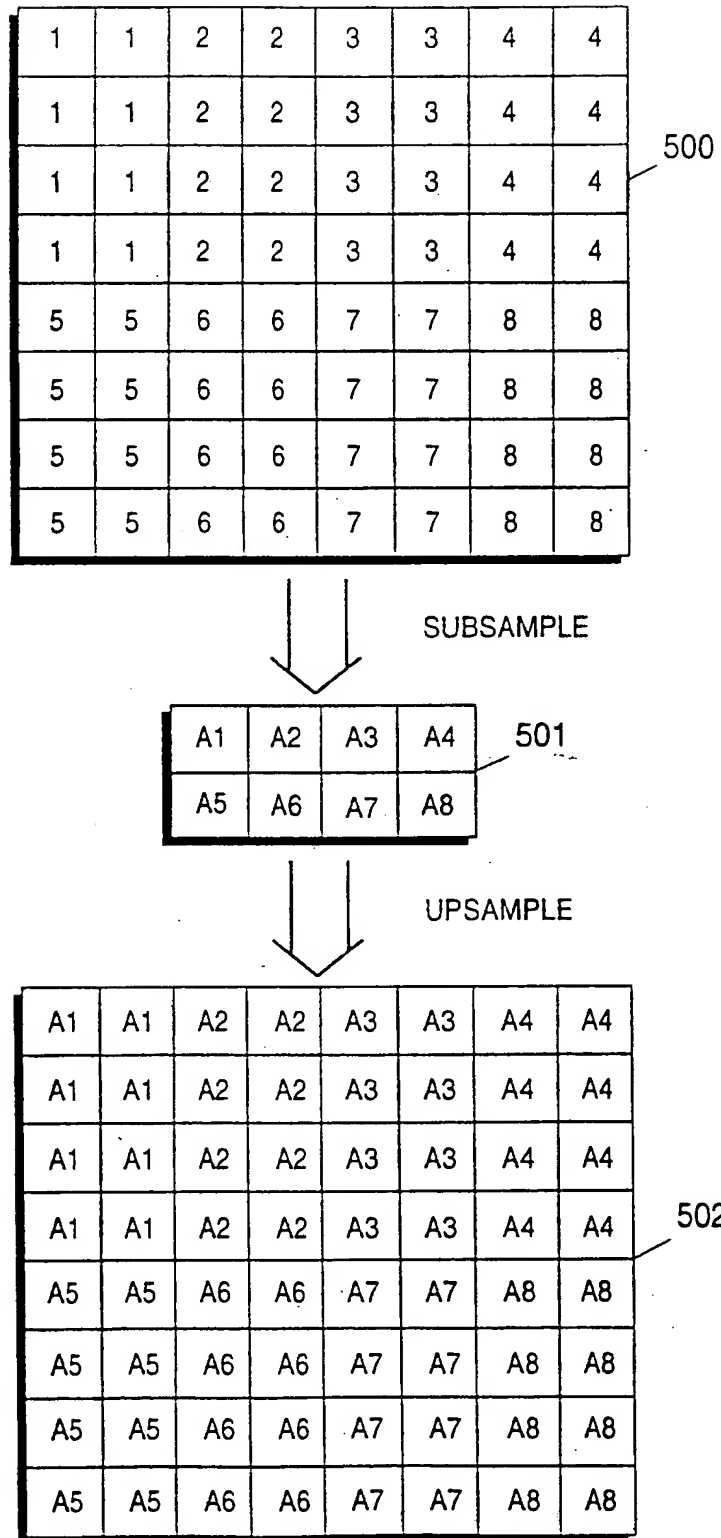 1 1 2 2 3 3 4 4
1 1 2 2 3 3 4 4
500
1 1 2 2 3 3 4 4
1 1 2 2 3 3 4 4
5 5 6 6 7 7 8 8
5 5 6 6 7 7 8 8
5 5 6 6 7 7 8 8
5 5 6 6 7 7 8 8
SUBSAMPLE
A1 A2 A3 A4
501
A5 A6 A7 A8
UPSAMPLE
A1 A1 A2 A2 A3 A3 A4 A4
A1 A1 A2 A2 A3 A3 A4 A4
A1 A1 A2 A2 A3 A3 A4 A4
A1 A1 A2 A2 A3 A3 A4 A4
502
A5 A5 A6 A6 A7 A7 A8 A8
A5 A5 A6 A6 A7 A7 A8 A8
A5 A5 A6 A6 A7 A7 A8 A8
A5 A5 A6 A6 A7 A7 A8 A8